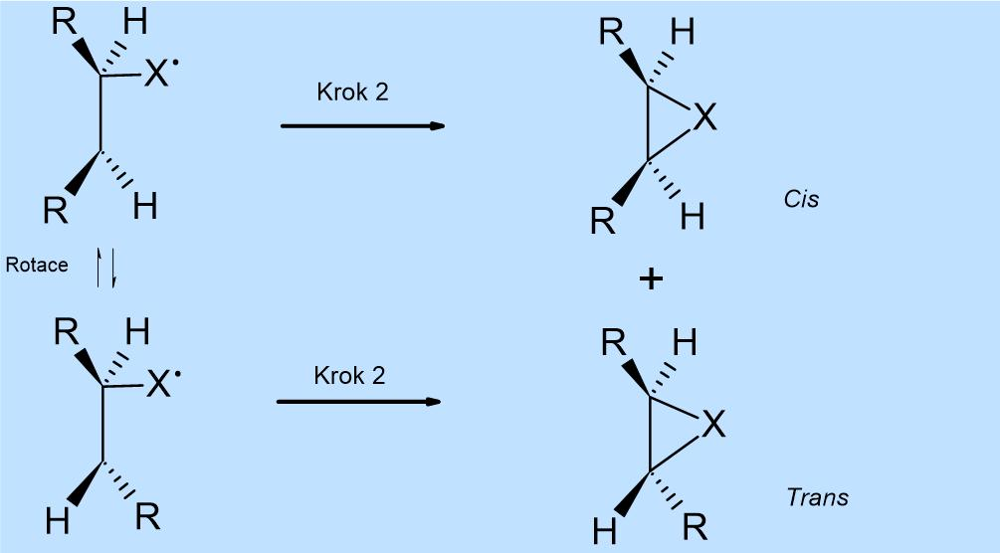 R H R H
X• Krok 2 X
R H R H Cis
Rotace +
R H R H
X• Krok 2 X
H R H R Trans